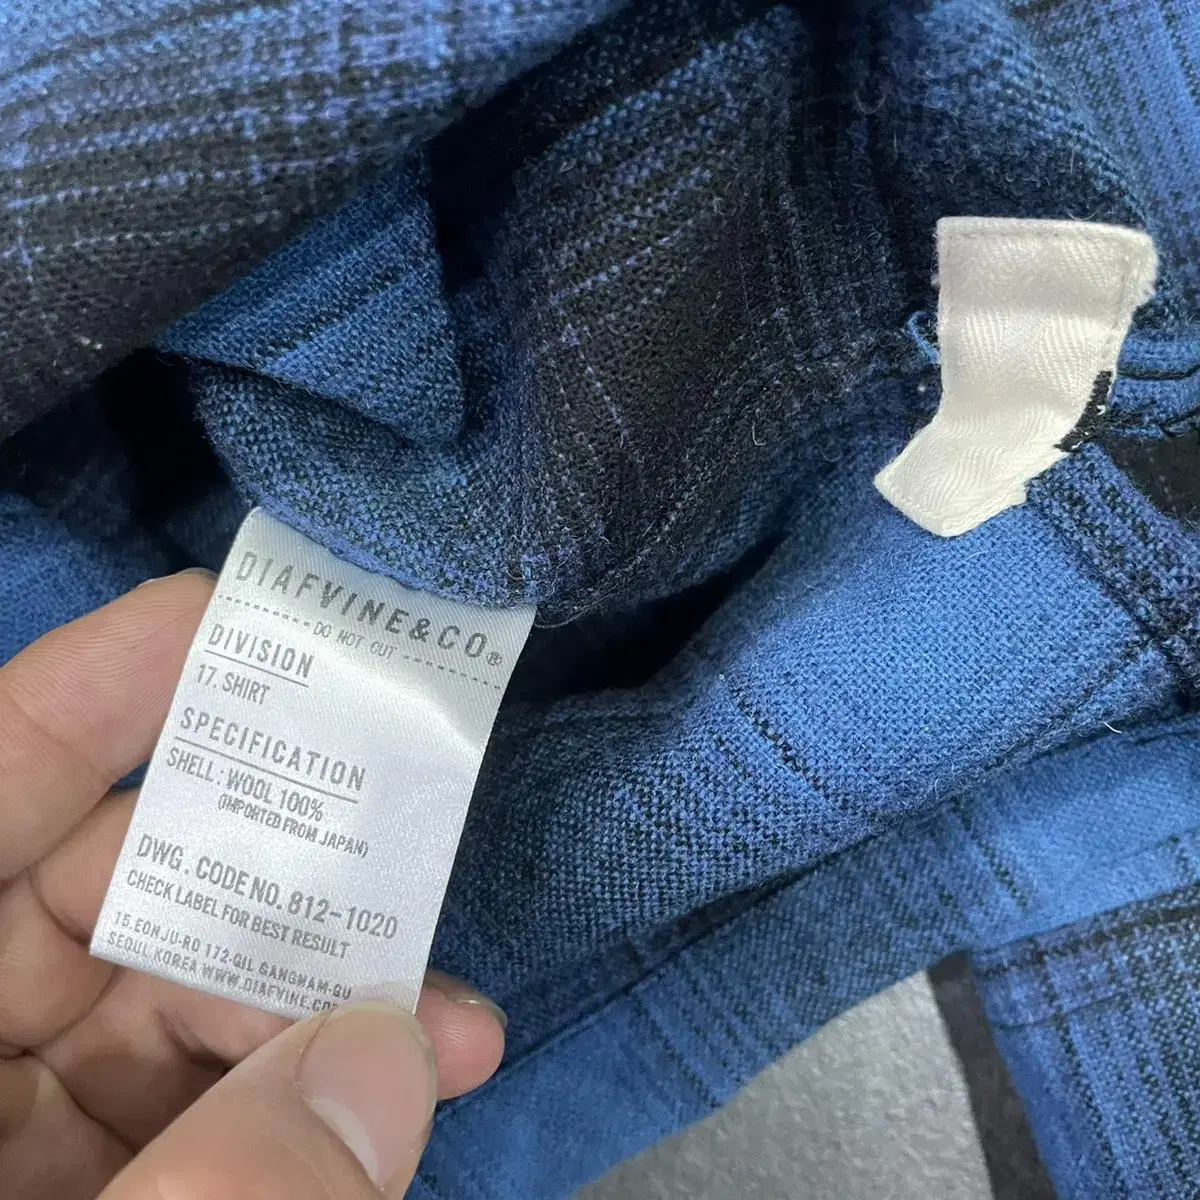 DIAFVINE&CO®
DO NOT CUT
DIVISION
17. SHIRT
SPECIFICATION
SHELL : WOOL 100%
(IMPORTED FROM JAPAN)
DWG. CODE NO. 812-1020
CHECK LABEL FOR BEST RESULT
15, EONJU-RO 172-GIL GANGNAM-GU
SEOUL KOREA WWW.DIAFVINE.CO